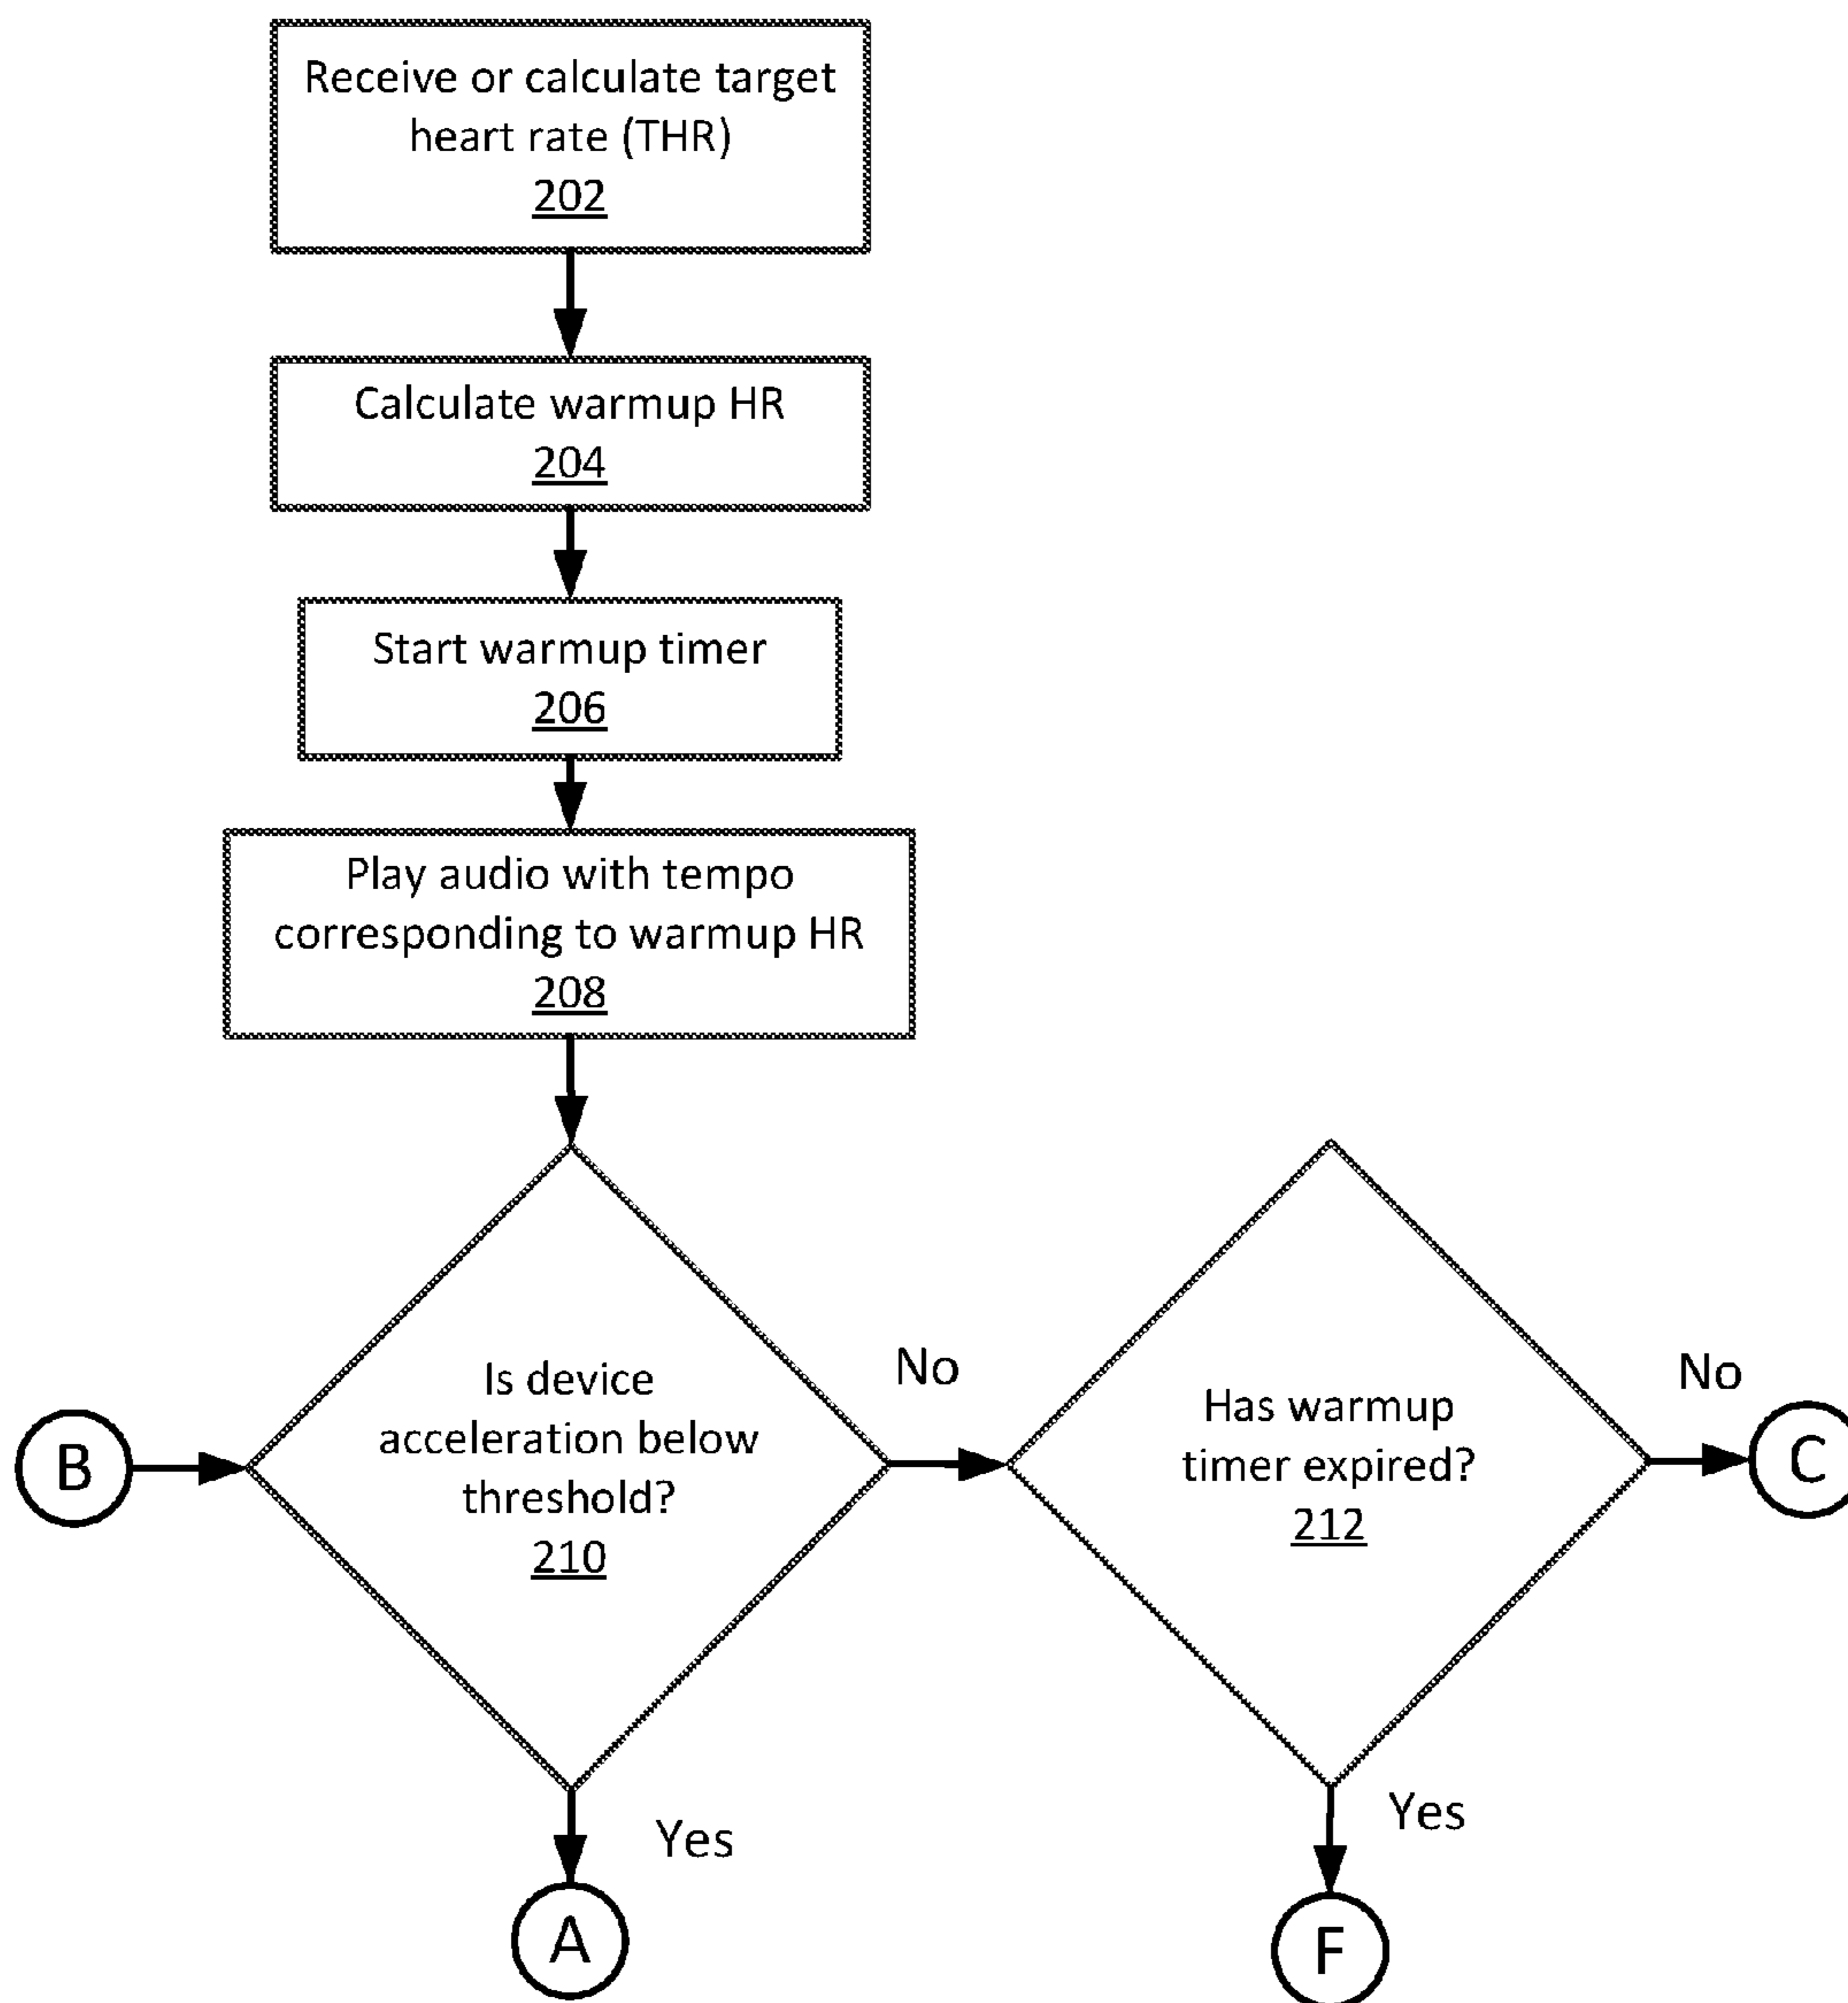 Receive or calculate target
heart rate (THR)
202
Calculate warmup HR
204
Start warmup timer
206
Play audio with tempo
corresponding to warmup HR
208
B
Is device
acceleration below
threshold?
210
No
Has warmup
timer expired?
212
No
C
Yes
A
Yes
F